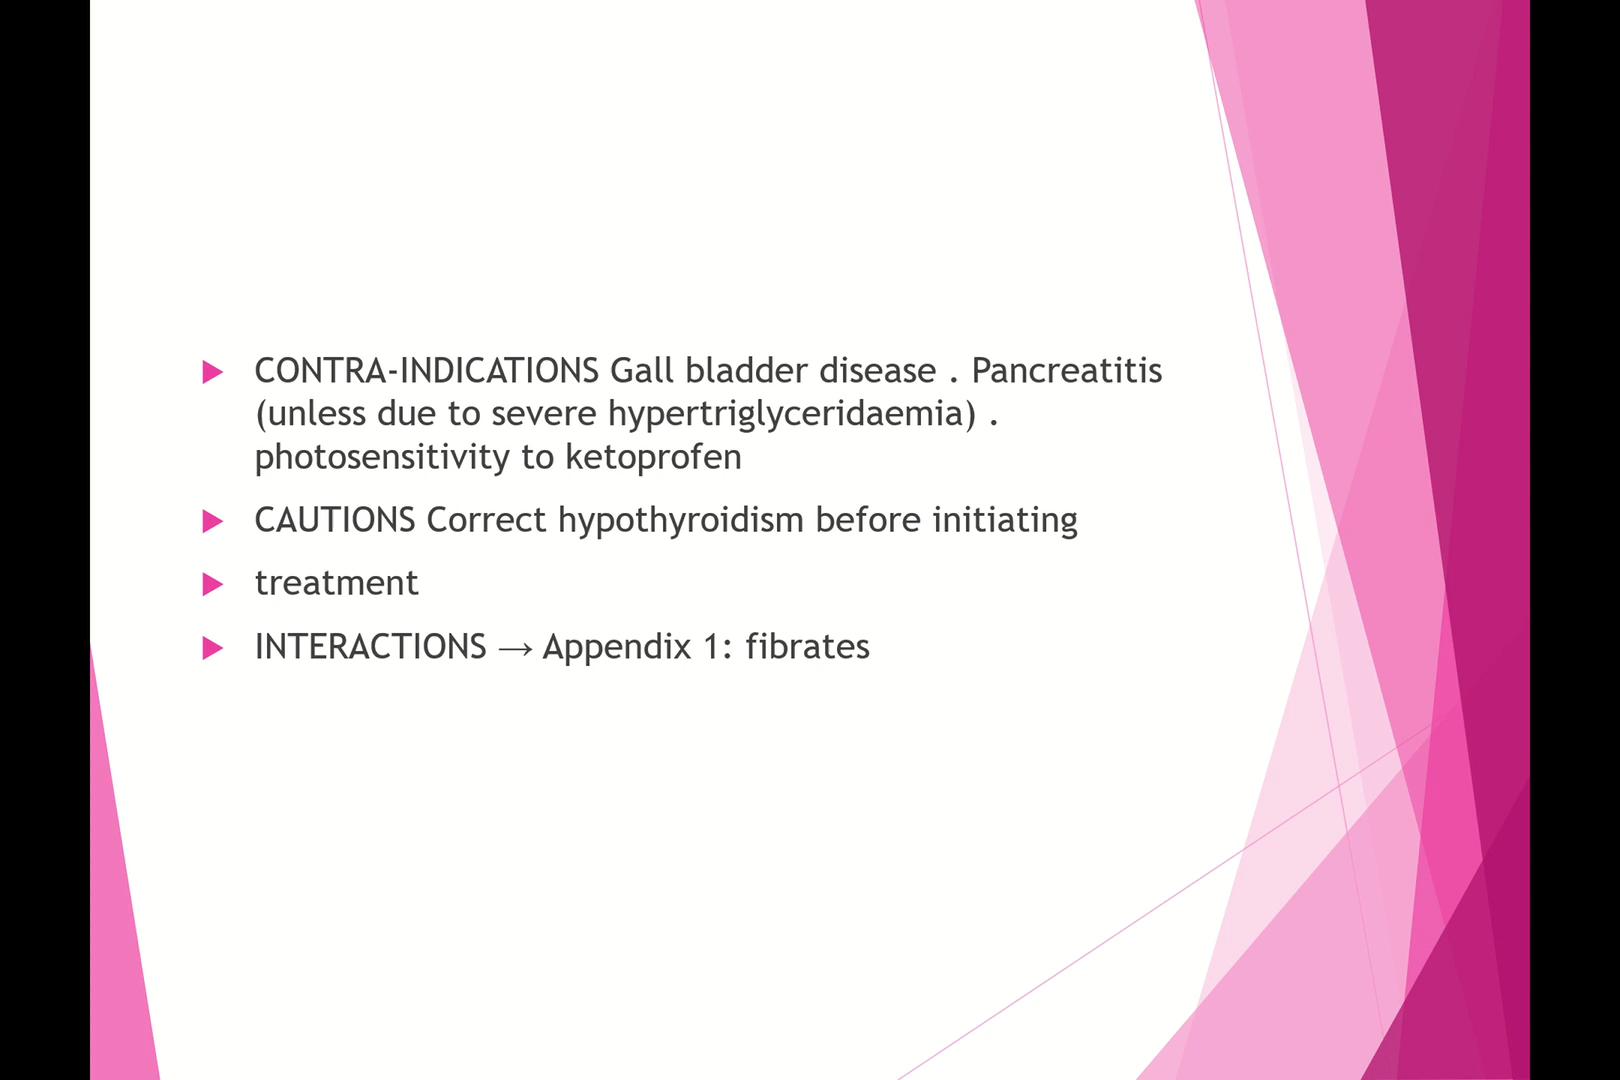 CONTRA-INDICATIONS Gall bladder disease . Pancreatitis
(unless due to severe hypertriglyceridaemia) .
photosensitivity to ketoprofen
CAUTIONS Correct hypothyroidism before initiating
treatment
INTERACTIONS → Appendix 1: fibrates